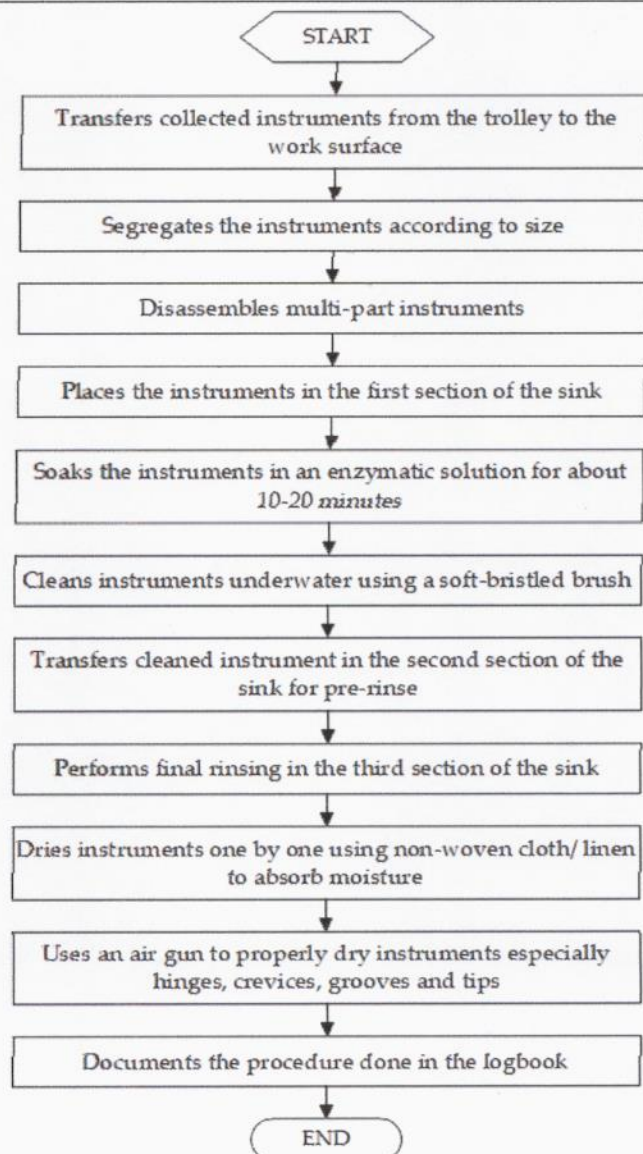 START
Transfers collected instruments from the trolley to the
work surface
Segregates the instruments according to size
Disassembles multi-part instruments
Places the instruments in the first section of the sink
Soaks the instruments in an enzymatic solution for about
10-20 minutes
Cleans instruments underwater using a soft-bristled brush
Transfers cleaned instrument in the second section of the
sink for pre-rinse
Performs final rinsing in the third section of the sink
Dries instruments one by one using non-woven cloth/ linen
to absorb moisture
Uses an air gun to properly dry instruments especially
hinges, crevices, grooves and tips
Documents the procedure done in the logbook
END